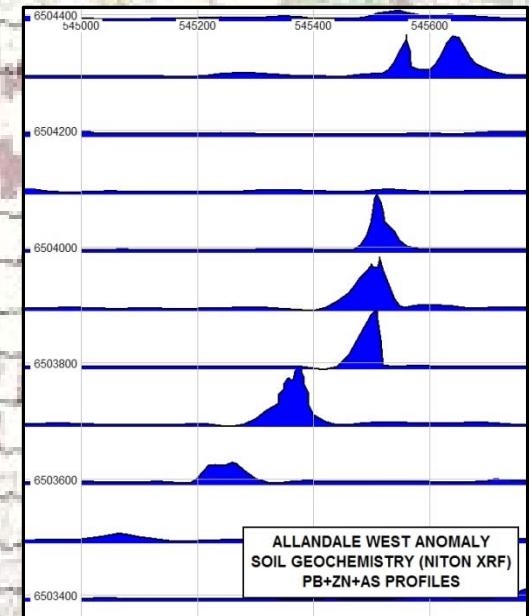 6504400
545000 545200 545400 545600
6504200
6504000
6503800
6503600
6503400
ALLANDALE WEST ANOMALY
SOIL GEOCHEMISTRY (NITON XRF)
PB+ZN+AS PROFILES